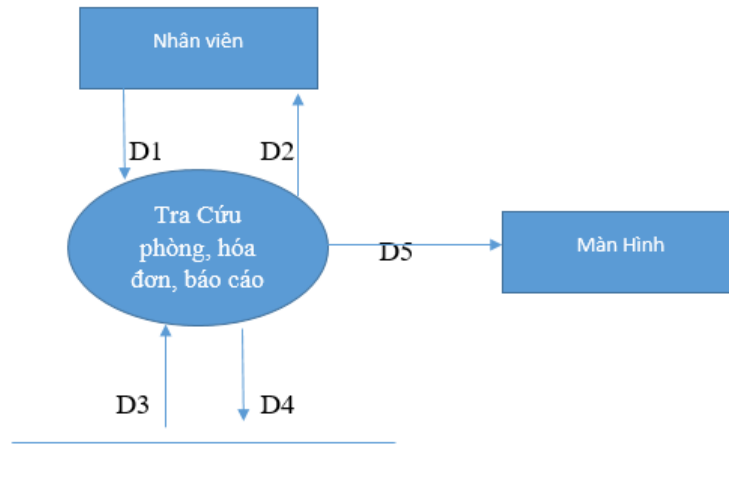 Nhân viên
D1
D2
Tra Cứu
phòng, hóa
đơn, báo cáo
D5
Màn Hình
D3
D4